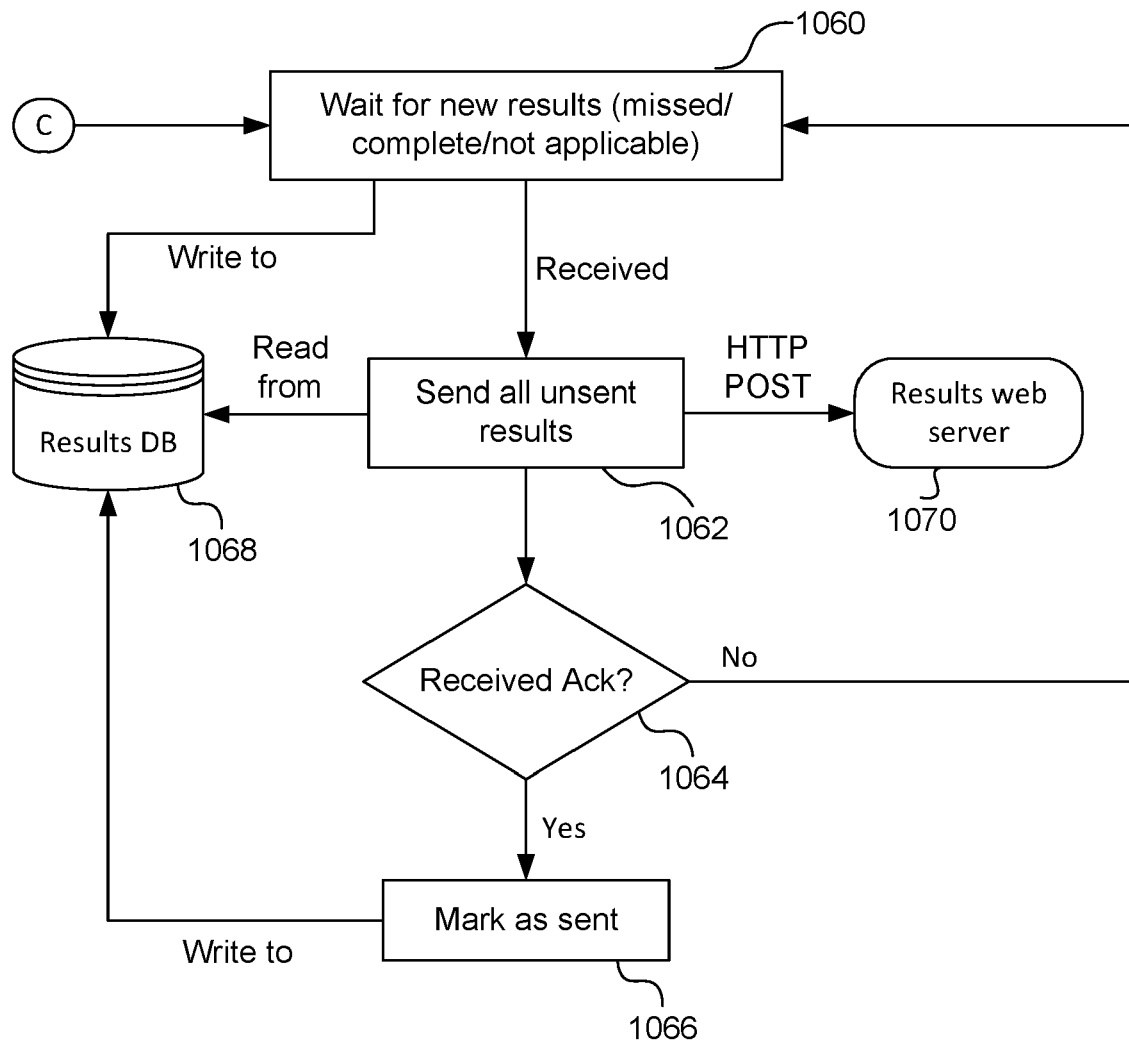 1060
C
Wait for new results (missed/
complete/not applicable)
Write to
Received
Read
from
HTTP
POST
Send all unsent
results
Results web
server
Results DB
1062
1070
1068
Received Ack?
No
1064
Yes
Mark as sent
Write to
1066